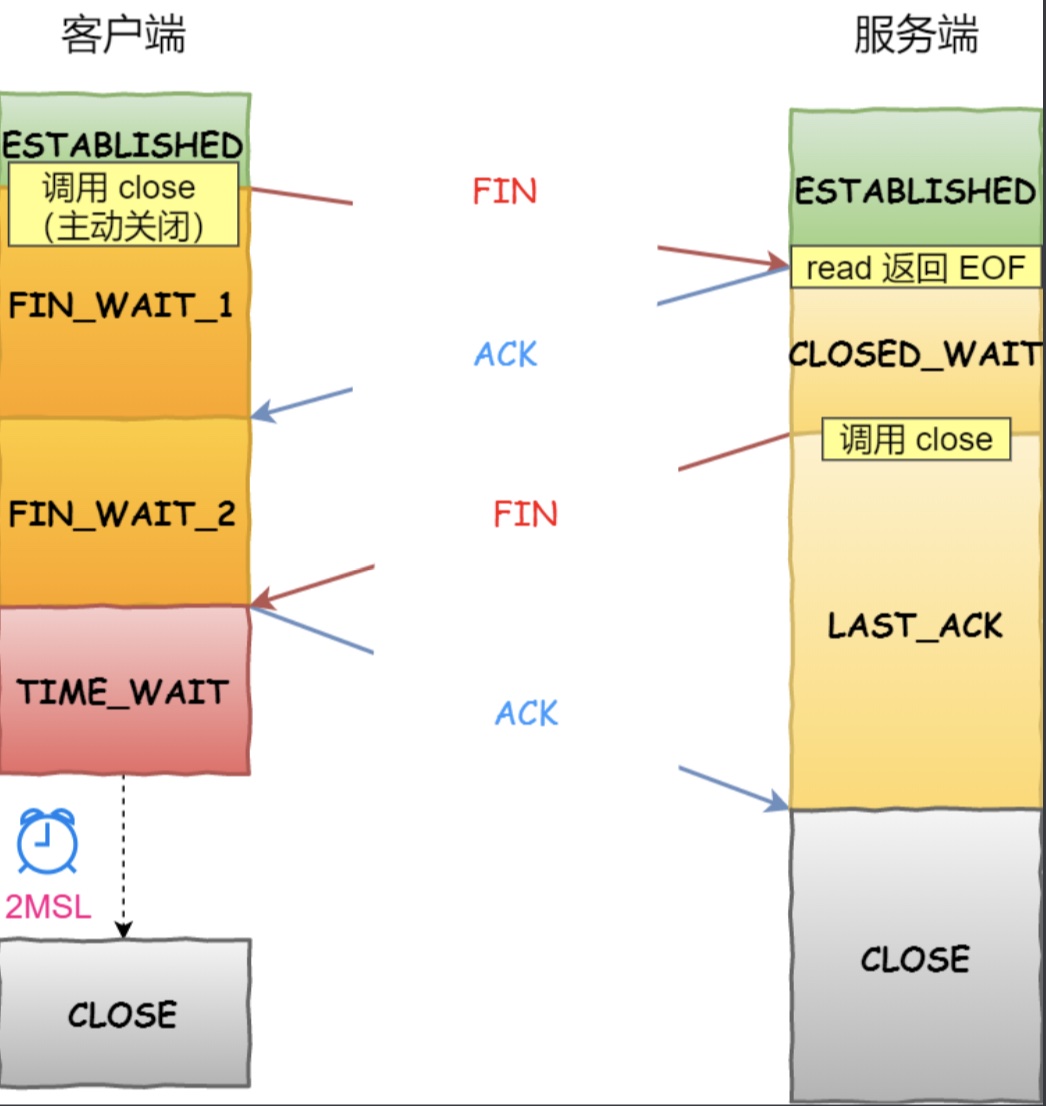 客户端
服务端
ESTABLISHED
调用 close
（主动关闭）
FIN
ESTABLISHED
read 返回 EOF
FIN_WAIT_1
ACK
CLOSED_WAIT
调用 close
FIN_WAIT_2
FIN
LAST_ACK
TIME_WAIT
ACK
2MSL
CLOSE
CLOSE